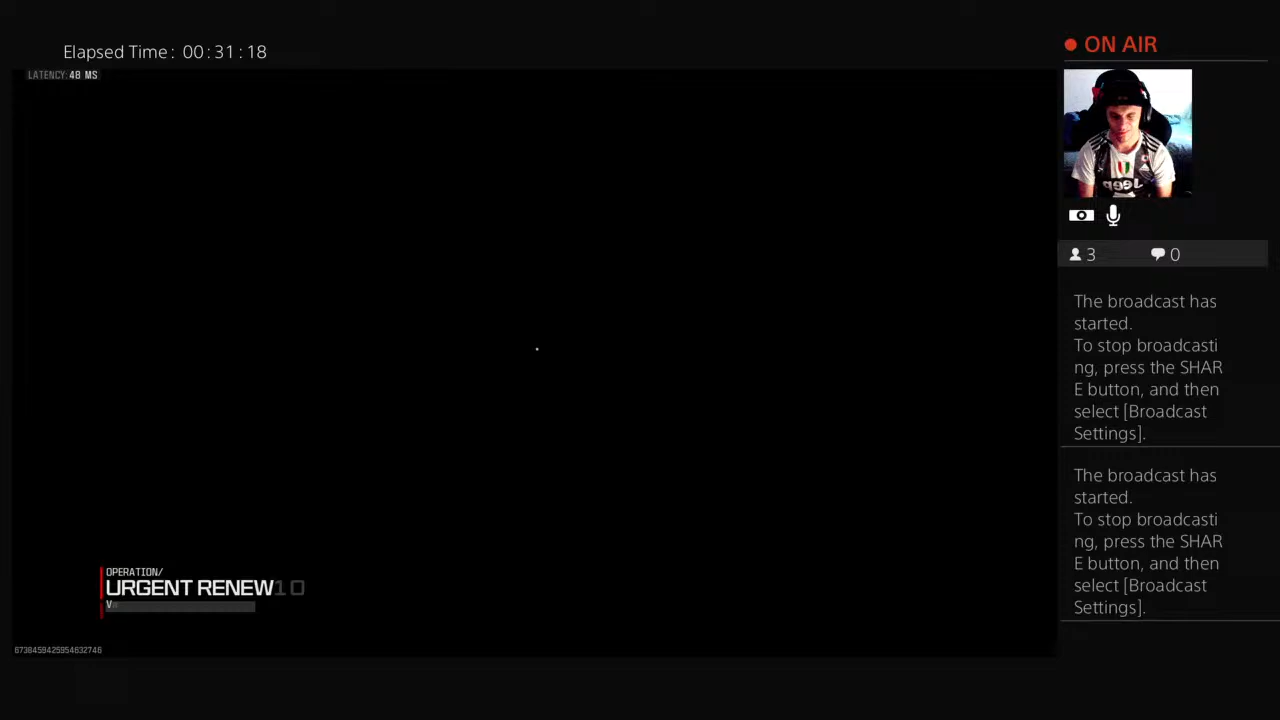 Elapsed Time: 00:31:18
ON AIR
LATENCY: 48 MS
Jeep
3
0
The broadcast has
started.
To stop broadcasti
ng, press the SHAR
E button, and then
select [Broadcast
Settings].
The broadcast has
started.
To stop broadcasti
ng, press the SHAR
E button, and then
select [Broadcast
Settings].
OPERATION/
URGENT RENEW10
V
6738459425954632746